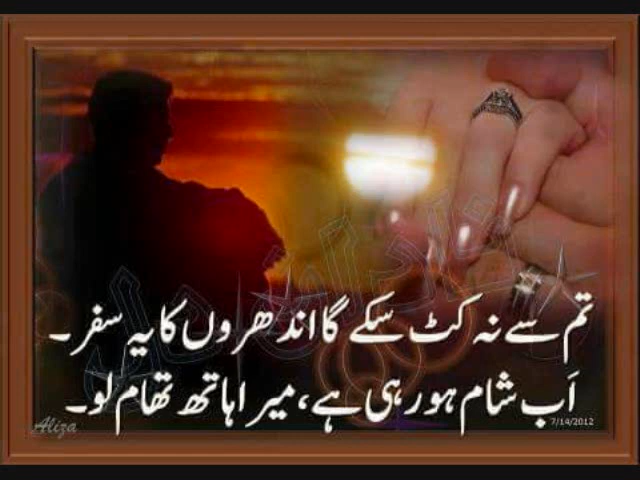 تم سے نہ کٹ سکے گا اندھروں کا یہ سفر۔
اَب شام ہو رہی ہے، میرا ہاتھ تھام لو۔
7/14/2012
Aliza